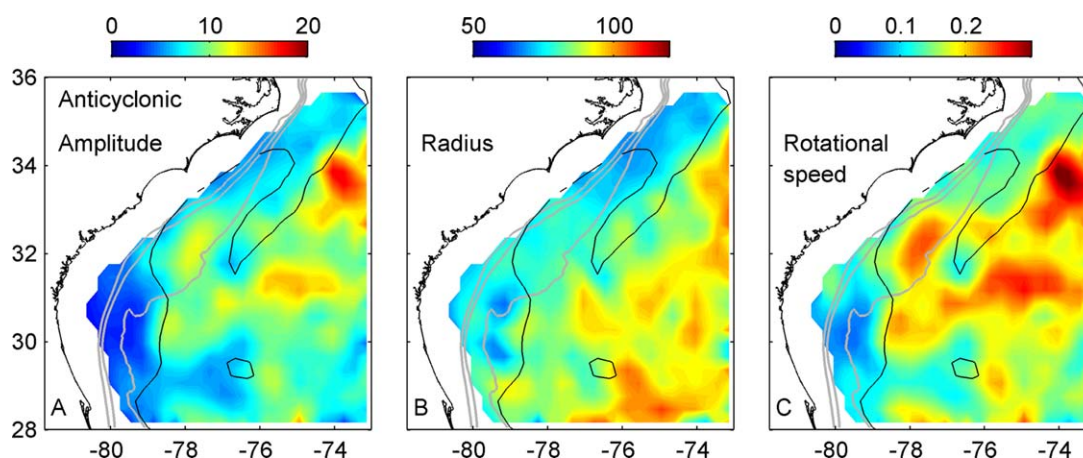 0 10 20
50 100
0 0.1 0.2
36
34
32
30
28
Anticyclonic
Amplitude
A
-80 -78 -76 -74
Radius
B
-80 -78 -76 -74
Rotational
speed
C
-80 -78 -76 -74